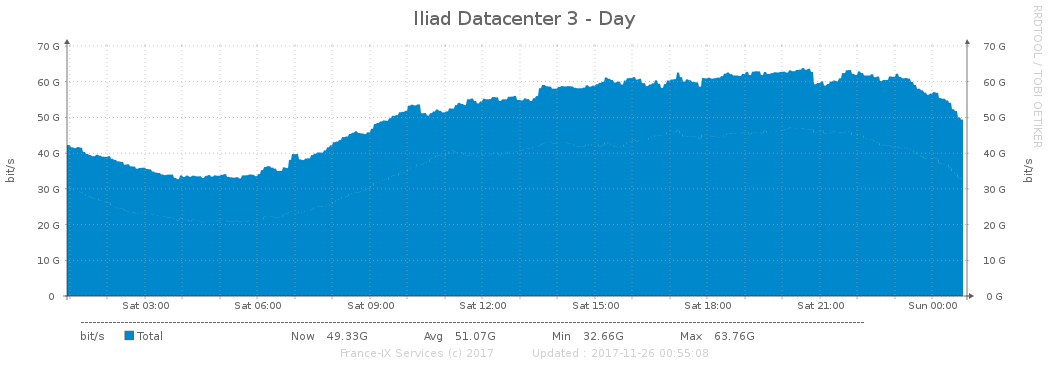 Iliad Datacenter 3 - Day
RRDTOOL / TOBI OETIKER
70 G 70 G
60 G 60 G
50 G 50 G
40 G 40 G
30 G 30 G
20 G 20 G
10 G 10 G
0 0 G
bit/s bit/s
Sat 03:00 Sat 06:00 Sat 09:00 Sat 12:00 Sat 15:00 Sat 18:00 Sat 21:00 Sun 00:00
bit/s Total Now 49.33G Avg 51.07G Min 32.66G Max 63.76G
France-IX Services (c) 2017 Updated : 2017-11-26 00:55:08